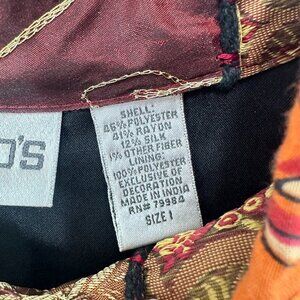 O'S
SHELL:
46% POLYESTER
41% RAYON
12% SILK
1% OTHER FIBER
LINING:
100% POLYESTER
EXCLUSIVE OF
DECORATION
MADE IN INDIA
RN# 79984
SIZE 1